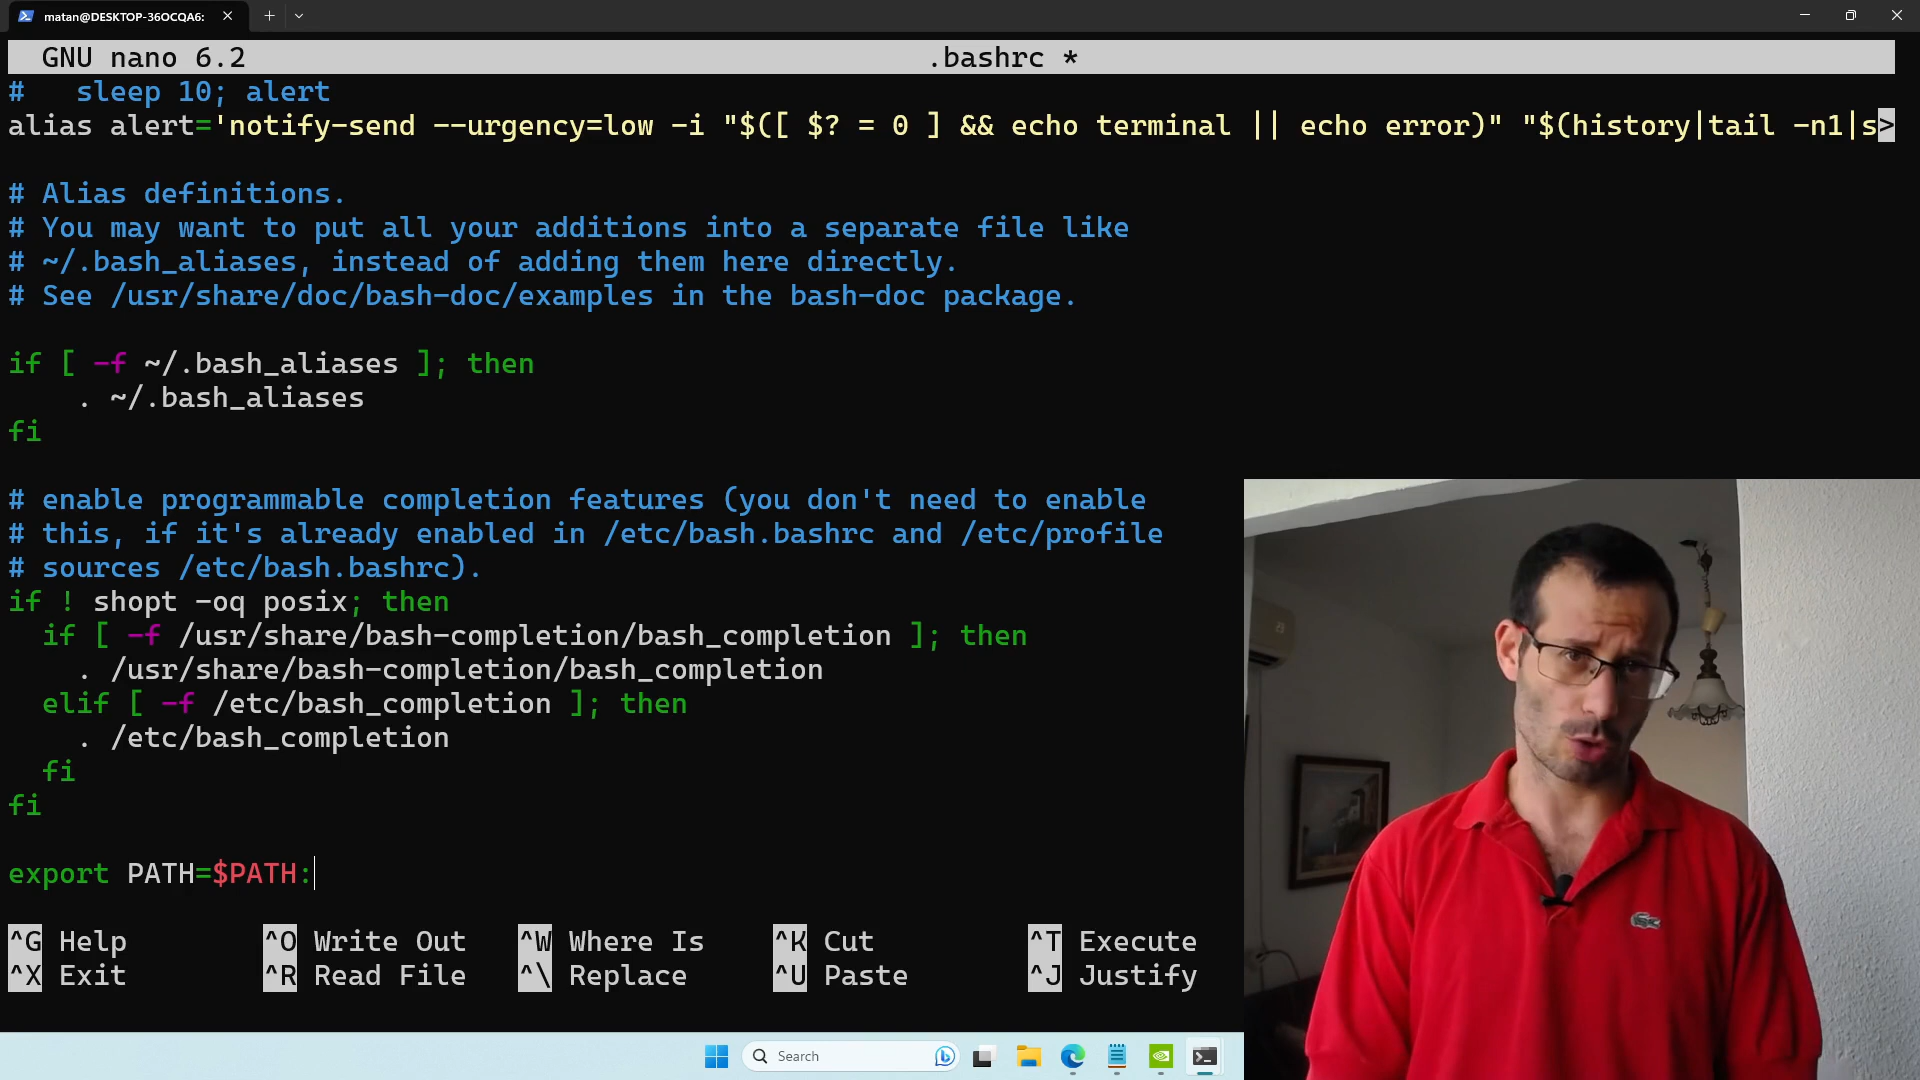 matan@DESKTOP-36OCQA6:
GNU nano 6.2 .bashrc *
#   sleep 10; alert
alias alert='notify-send --urgency=low -i "$([ $? = 0 ] && echo terminal || echo error)" "$(history|tail -n1|s>
# Alias definitions.
# You may want to put all your additions into a separate file like
# ~/.bash_aliases, instead of adding them here directly.
# See /usr/share/doc/bash-doc/examples in the bash-doc package.
if [ -f ~/.bash_aliases ]; then
    . ~/.bash_aliases
fi
# enable programmable completion features (you don't need to enable
# this, if it's already enabled in /etc/bash.bashrc and /etc/profile
# sources /etc/bash.bashrc).
if ! shopt -oq posix; then
  if [ -f /usr/share/bash-completion/bash_completion ]; then
    . /usr/share/bash-completion/bash_completion
  elif [ -f /etc/bash_completion ]; then
    . /etc/bash_completion
  fi
fi
export PATH=$PATH:
^G Help ^O Write Out ^W Where Is ^K Cut ^T Execute
^X Exit ^R Read File ^\ Replace ^U Paste ^J Justify
Search